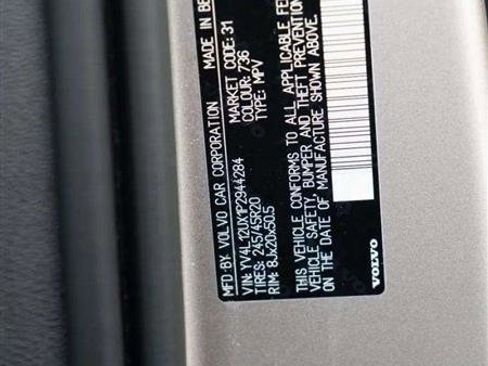 MFD BY: VOLVO CAR CORPORATION MADE IN BE
VIN: YV4L12UX1P2944284 MARKET CODE: 31
TIRES: 245/45R20 COLOUR: 736
RIM: 8Jx20x50.5 TYPE: MPV
THIS VEHICLE CONFORMS TO ALL APPLICABLE FE
VEHICLE SAFETY, BUMPER AND THEFT PREVENTION
ON THE DATE OF MANUFACTURE SHOWN ABOVE.
VOLVO